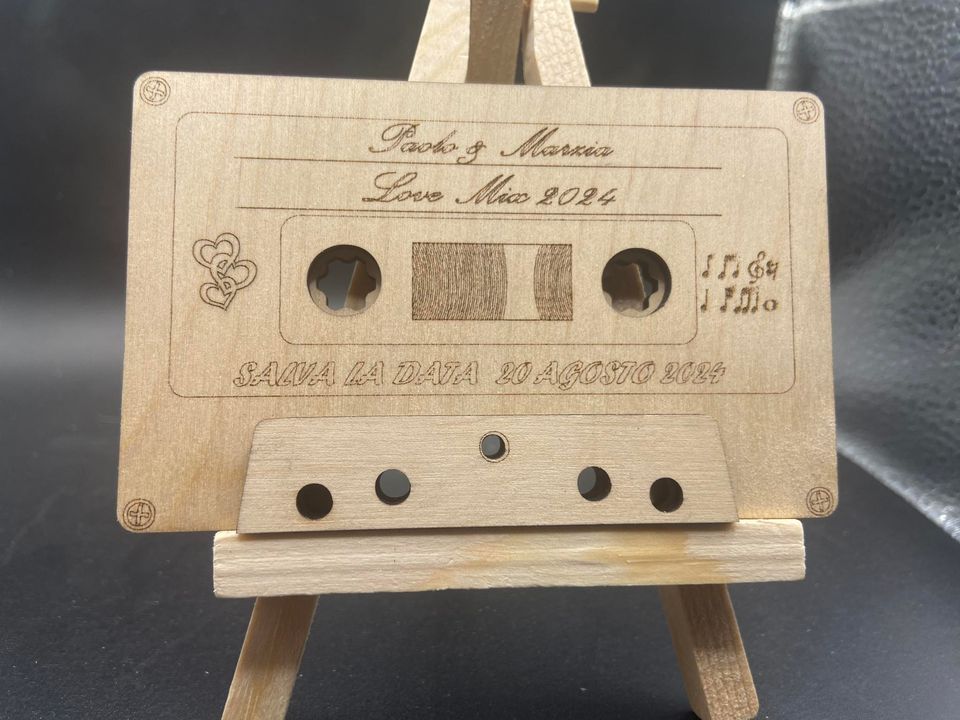 Paolo & Marzia
Love Mix 2024
SALVA LA DATA 20 AGOSTO 2024